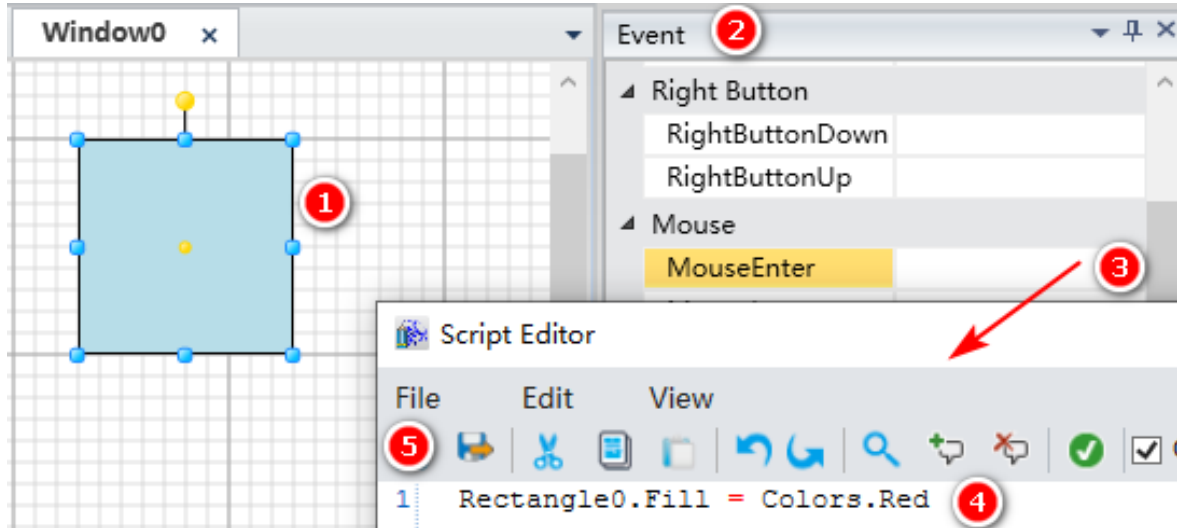 Window0 x
Event 2
Right Button
RightButtonDown
RightButtonUp
1
Mouse
MouseEnter
3
Script Editor
File Edit View
5
1 Rectangle0.Fill = Colors.Red 4